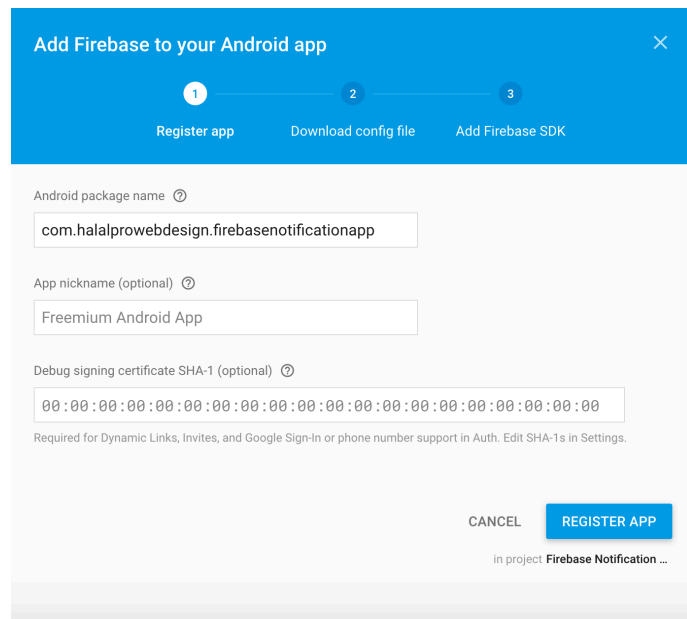 Add Firebase to your Android app
1
2
3
Register app
Download config file
Add Firebase SDK
Android package name
com.halalprowebdesign.firebasenotificationapp
App nickname (optional)
Freemium Android App
Debug signing certificate SHA-1 (optional)
00:00:00:00:00:00:00:00:00:00:00:00:00:00:00:00:00:00:00:00
Required for Dynamic Links, Invites, and Google Sign-In or phone number support in Auth. Edit SHA-1s in Settings.
CANCEL
REGISTER APP
in project Firebase Notification ...